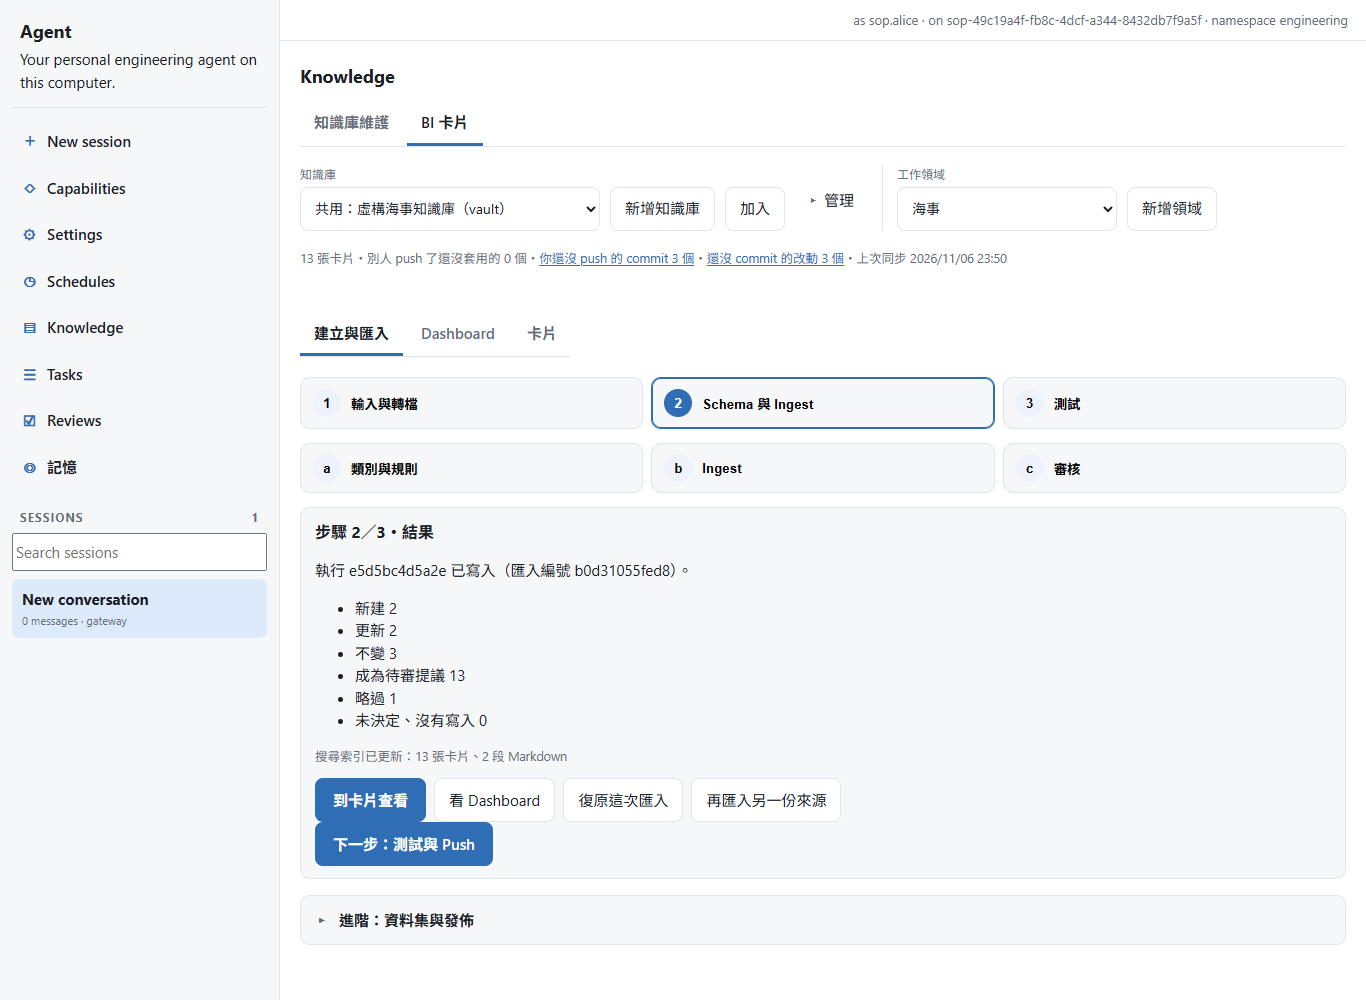 Agent
Your personal engineering agent on
this computer.
New session
Capabilities
Settings
Schedules
Knowledge
Tasks
Reviews
記憶
SESSIONS 1
Search sessions
New conversation
0 messages · gateway
as sop.alice · on sop-49c19a4f-fb8c-4dcf-a344-8432db7f9a5f · namespace engineering
Knowledge
知識庫維護 BI 卡片
知識庫 工作領域
共用：虛構海事知識庫（vault） 新增知識庫 加入 管理 海事 新增領域
13 張卡片・別人 push 了還沒套用的 0 個・你還沒 push 的 commit 3 個・還沒 commit 的改動 3 個・上次同步 2026/11/06 23:50
建立與匯入 Dashboard 卡片
1 輸入與轉檔 2 Schema 與 Ingest 3 測試
a 類別與規則 b Ingest c 審核
步驟 2／3・結果
執行 e5d5bc4d5a2e 已寫入（匯入編號 b0d31055fed8）。
新建 2
更新 2
不變 3
成為待審提議 13
略過 1
未決定、沒有寫入 0
搜尋索引已更新：13 張卡片、2 段 Markdown
到卡片查看 看 Dashboard 復原這次匯入 再匯入另一份來源
下一步：測試與 Push
進階：資料集與發佈